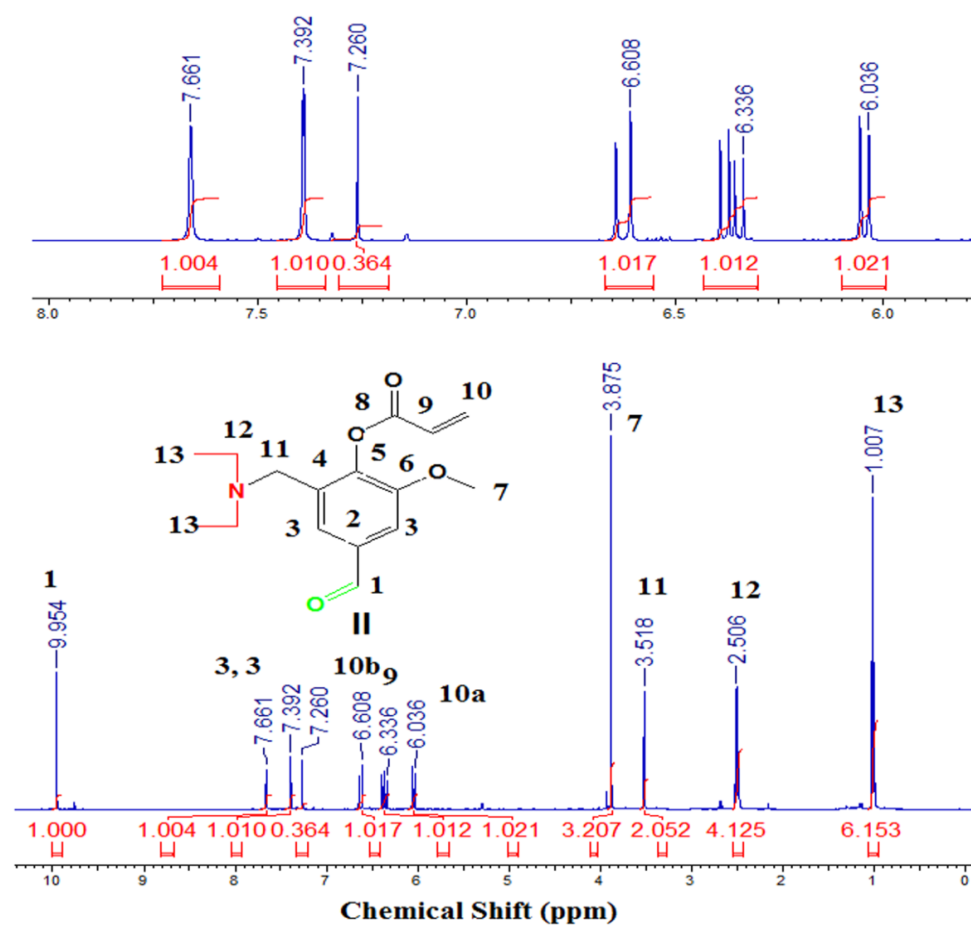 7.661
7.392
7.260
6.608
6.336
6.036
1.004 1.010 0.364 1.017 1.012 1.021
8.0 7.5 7.0 6.5 6.0
O 10
8 9
O
12
13 11 5
4 6
N O
7
13 3 2 3
1
O
II
1
9.954
3, 3
7.661
7.392
7.260
10b 9
6.608
6.336
10a
6.036
3.875
7
11
3.518
12
2.506
13
1.007
1.000 1.004 1.010 0.364 1.017 1.012 1.021 3.207 2.052 4.125 6.153
10 9 8 7 6 5 4 3 2 1 0
Chemical Shift (ppm)